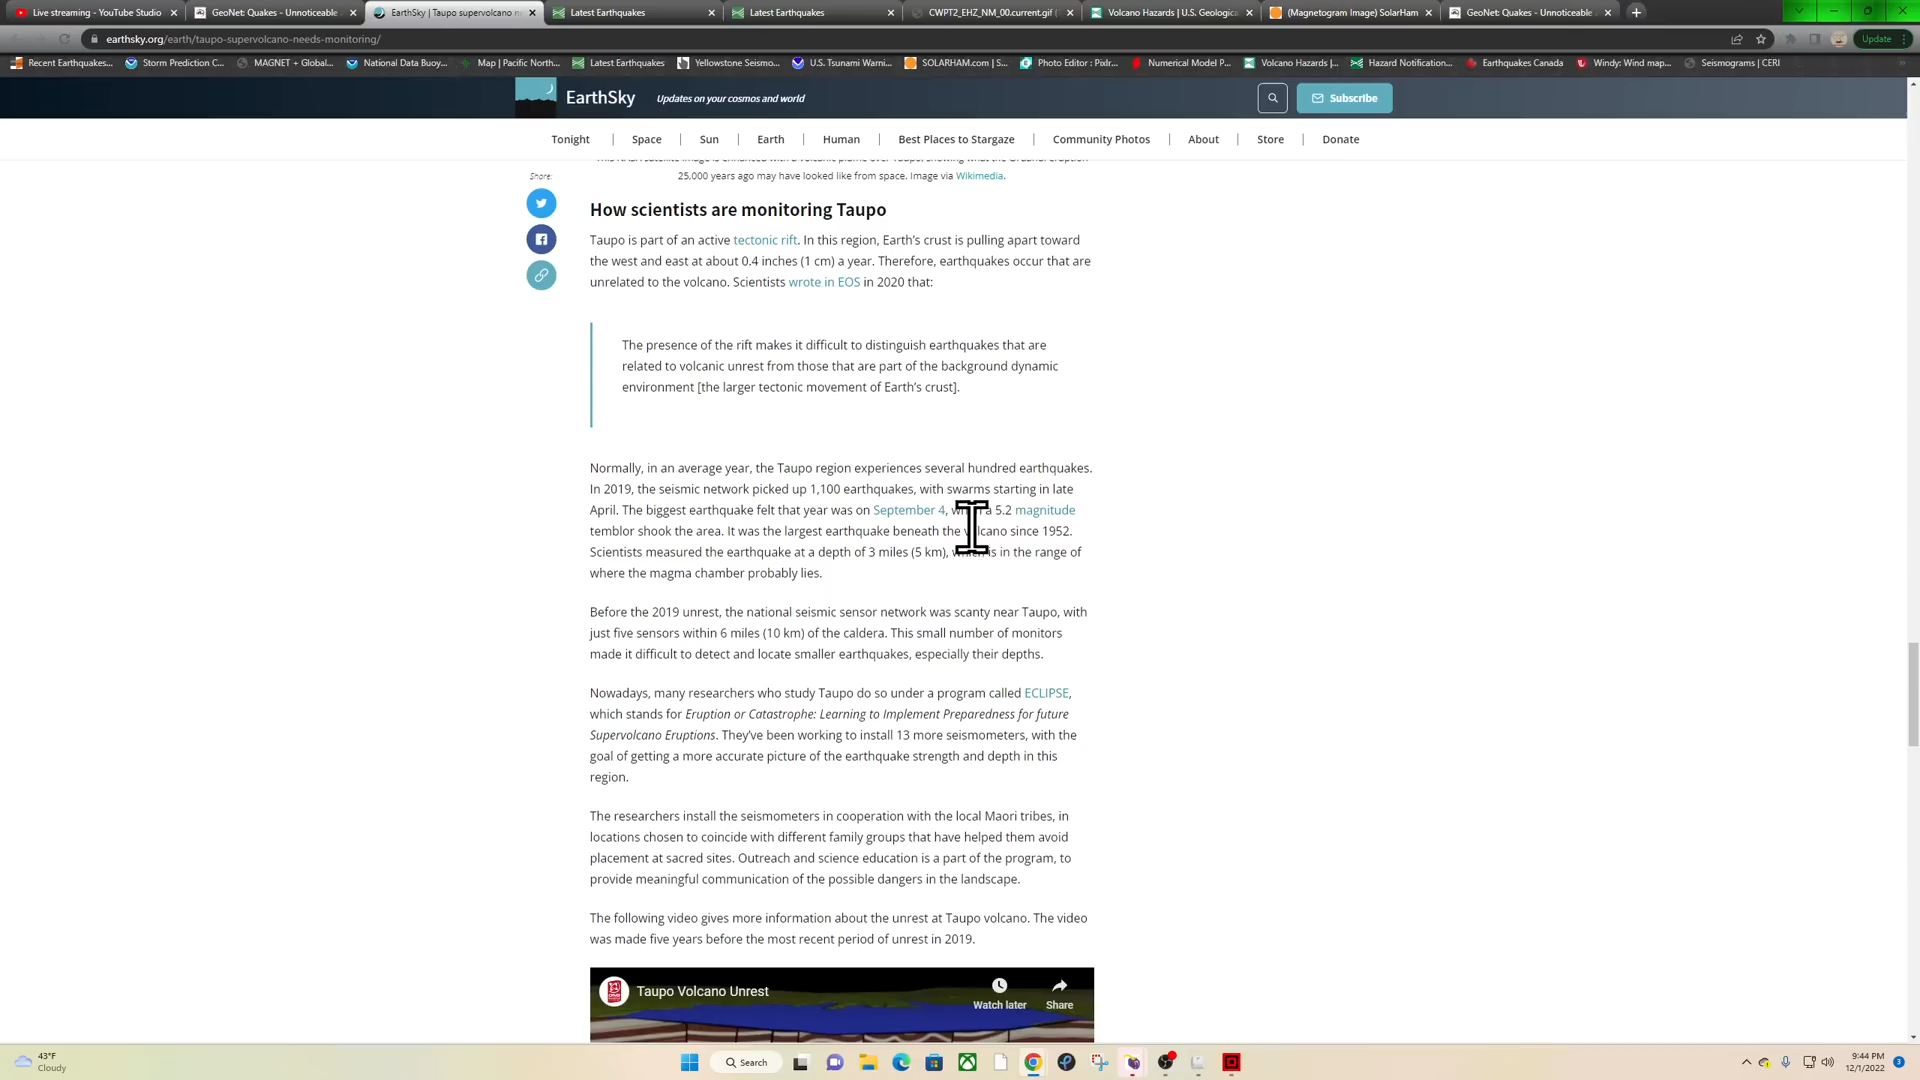 Live streaming - YouTube Studio
GeoNet: Quakes - Unnoticeable
EarthSky | Taupo supervolcano n
Latest Earthquakes
Latest Earthquakes
CWPT2_EHZ_NM_00.current.gif (
Volcano Hazards | U.S. Geologica
(Magnetogram Image) SolarHam
GeoNet: Quakes - Unnoticeable
earthsky.org/earth/taupo-supervolcano-needs-monitoring/
Update
Recent Earthquakes...
Storm Prediction C...
MAGNET + Global...
National Data Buoy...
Map | Pacific North...
Latest Earthquakes
Yellowstone Seismo...
U.S. Tsunami Warni...
SOLARHAM.com | S...
Photo Editor : Pixlr...
Numerical Model P...
Volcano Hazards |...
Hazard Notification...
Earthquakes Canada
Windy: Wind map...
Seismograms | CERI
EarthSky
Updates on your cosmos and world
Subscribe
Tonight | Space | Sun | Earth | Human | Best Places to Stargaze | Community Photos | About | Store | Donate
Share:
25,000 years ago may have looked like from space. Image via Wikimedia.
How scientists are monitoring Taupo
Taupo is part of an active tectonic rift. In this region, Earth's crust is pulling apart toward
the west and east at about 0.4 inches (1 cm) a year. Therefore, earthquakes occur that are
unrelated to the volcano. Scientists wrote in EOS in 2020 that:
The presence of the rift makes it difficult to distinguish earthquakes that are
related to volcanic unrest from those that are part of the background dynamic
environment [the larger tectonic movement of Earth's crust].
Normally, in an average year, the Taupo region experiences several hundred earthquakes.
In 2019, the seismic network picked up 1,100 earthquakes, with swarms starting in late
April. The biggest earthquake felt that year was on September 4, when a 5.2 magnitude
temblor shook the area. It was the largest earthquake beneath the volcano since 1952.
Scientists measured the earthquake at a depth of 3 miles (5 km), which is in the range of
where the magma chamber probably lies.
Before the 2019 unrest, the national seismic sensor network was scanty near Taupo, with
just five sensors within 6 miles (10 km) of the caldera. This small number of monitors
made it difficult to detect and locate smaller earthquakes, especially their depths.
Nowadays, many researchers who study Taupo do so under a program called ECLIPSE,
which stands for Eruption or Catastrophe: Learning to Implement Preparedness for future
Supervolcano Eruptions. They've been working to install 13 more seismometers, with the
goal of getting a more accurate picture of the earthquake strength and depth in this
region.
The researchers install the seismometers in cooperation with the local Maori tribes, in
locations chosen to coincide with different family groups that have helped them avoid
placement at sacred sites. Outreach and science education is a part of the program, to
provide meaningful communication of the possible dangers in the landscape.
The following video gives more information about the unrest at Taupo volcano. The video
was made five years before the most recent period of unrest in 2019.
Taupo Volcano Unrest
Watch later
Share
43°F
Cloudy
Search
9:44 PM
12/1/2022
3